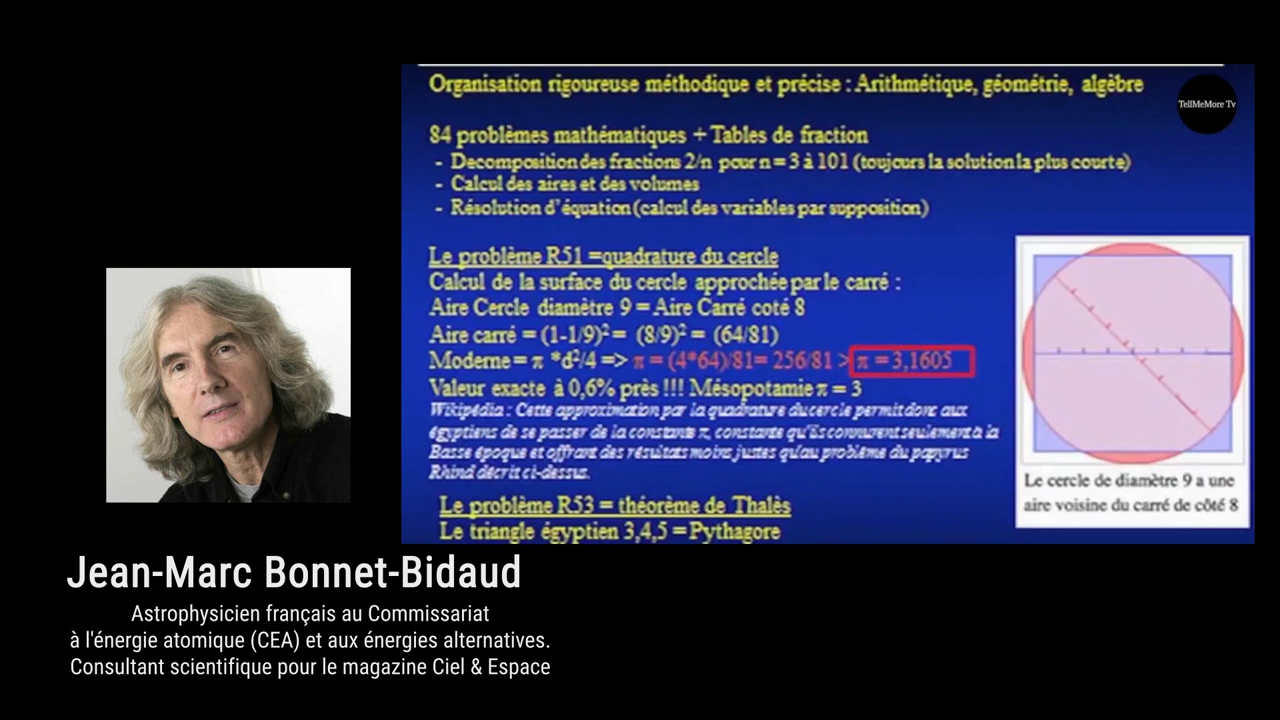 Organisation rigoureuse méthodique et précise : Arithmétique, géométrie, algèbre
TellMeMore Tv
84 problèmes mathématiques + Tables de fraction
- Decomposition des fractions 2/n pour n = 3 à 101 (toujours la solution la plus courte)
- Calcul des aires et des volumes
- Résolution d'équation (calcul des variables par supposition)
Le problème R51 =quadrature du cercle
Calcul de la surface du cercle approchée par le carré :
Aire Cercle diamètre 9 = Aire Carré coté 8
Aire carré = (1-1/9)²= (8/9)² = (64/81)
Moderne = π *d²/4 => π = (4*64)/81= 256/81 > π = 3,1605
Valeur exacte à 0,6% près !!! Mésopotamie π = 3
Wikipédia : Cette approximation par la quadrature du cercle permit donc aux
égyptiens de se passer de la constante π, constante qu'ils connurent seulement à la
Basse époque et offrant des résultats moins justes qu'au problème du papyrus
Rhind décrit ci-dessus.
Le problème R53 = théorème de Thalès
Le triangle égyptien 3,4,5 = Pythagore
Le cercle de diamètre 9 a une
aire voisine du carré de côté 8
Jean-Marc Bonnet-Bidaud
Astrophysicien français au Commissariat
à l'énergie atomique (CEA) et aux énergies alternatives.
Consultant scientifique pour le magazine Ciel & Espace